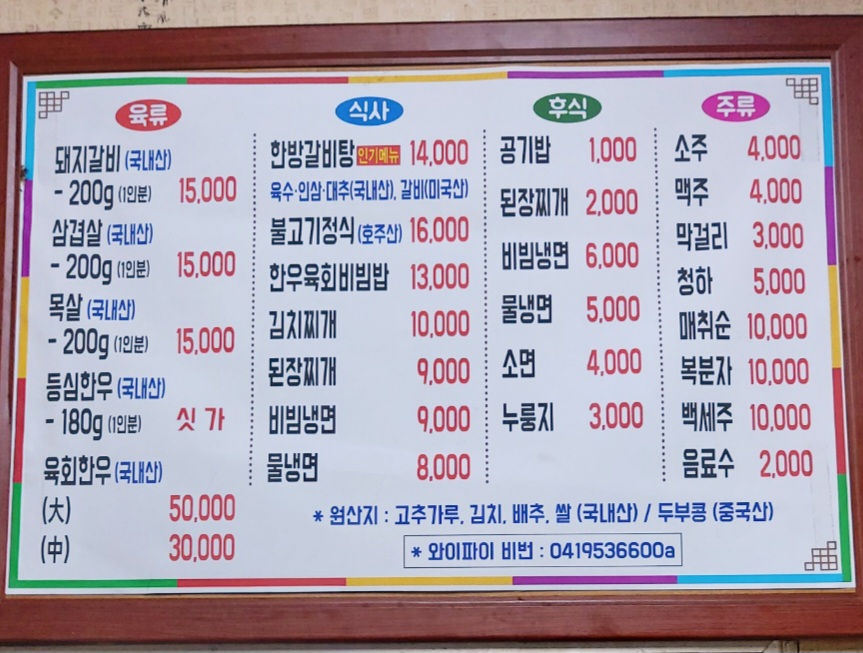 육류
돼지갈비 (국내산)
- 200g (1인분) 15,000
삼겹살 (국내산)
- 200g (1인분) 15,000
목살 (국내산)
- 200g (1인분) 15,000
등심한우 (국내산)
- 180g (1인분) 싯 가
육회한우 (국내산)
(大) 50,000
(中) 30,000
식사
한방갈비탕 인기메뉴 14,000
육수·인삼·대추(국내산), 갈비(미국산)
불고기정식 (호주산) 16,000
한우육회비빔밥 13,000
김치찌개 10,000
된장찌개 9,000
비빔냉면 9,000
물냉면 8,000
후식
공기밥 1,000
된장찌개 2,000
비빔냉면 6,000
물냉면 5,000
소면 4,000
누룽지 3,000
주류
소주 4,000
맥주 4,000
막걸리 3,000
청하 5,000
매취순 10,000
복분자 10,000
백세주 10,000
음료수 2,000
* 원산지 : 고추가루, 김치, 배추, 쌀 (국내산) / 두부콩 (중국산)
* 와이파이 비번 : 0419536600a